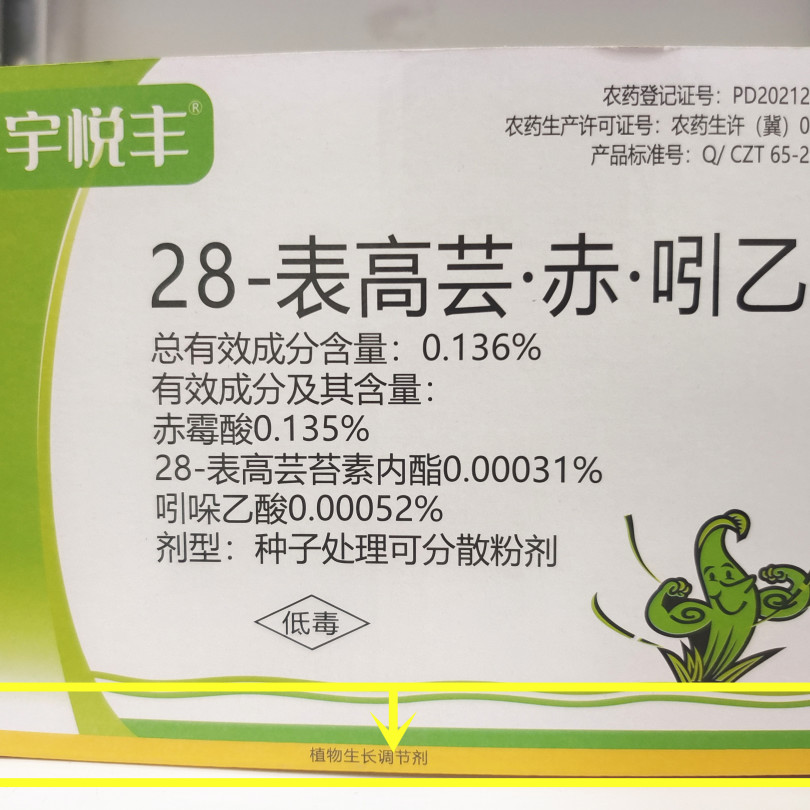 宇悦丰®
农药登记证号：PD20212
农药生产许可证号：农药生许（冀）0
产品标准号：Q/ CZT 65-2
28-表高芸·赤·吲乙
总有效成分含量：0.136%
有效成分及其含量：
赤霉酸0.135%
28-表高芸苔素内酯0.00031%
吲哚乙酸0.00052%
剂型：种子处理可分散粉剂
低毒
植物生长调节剂